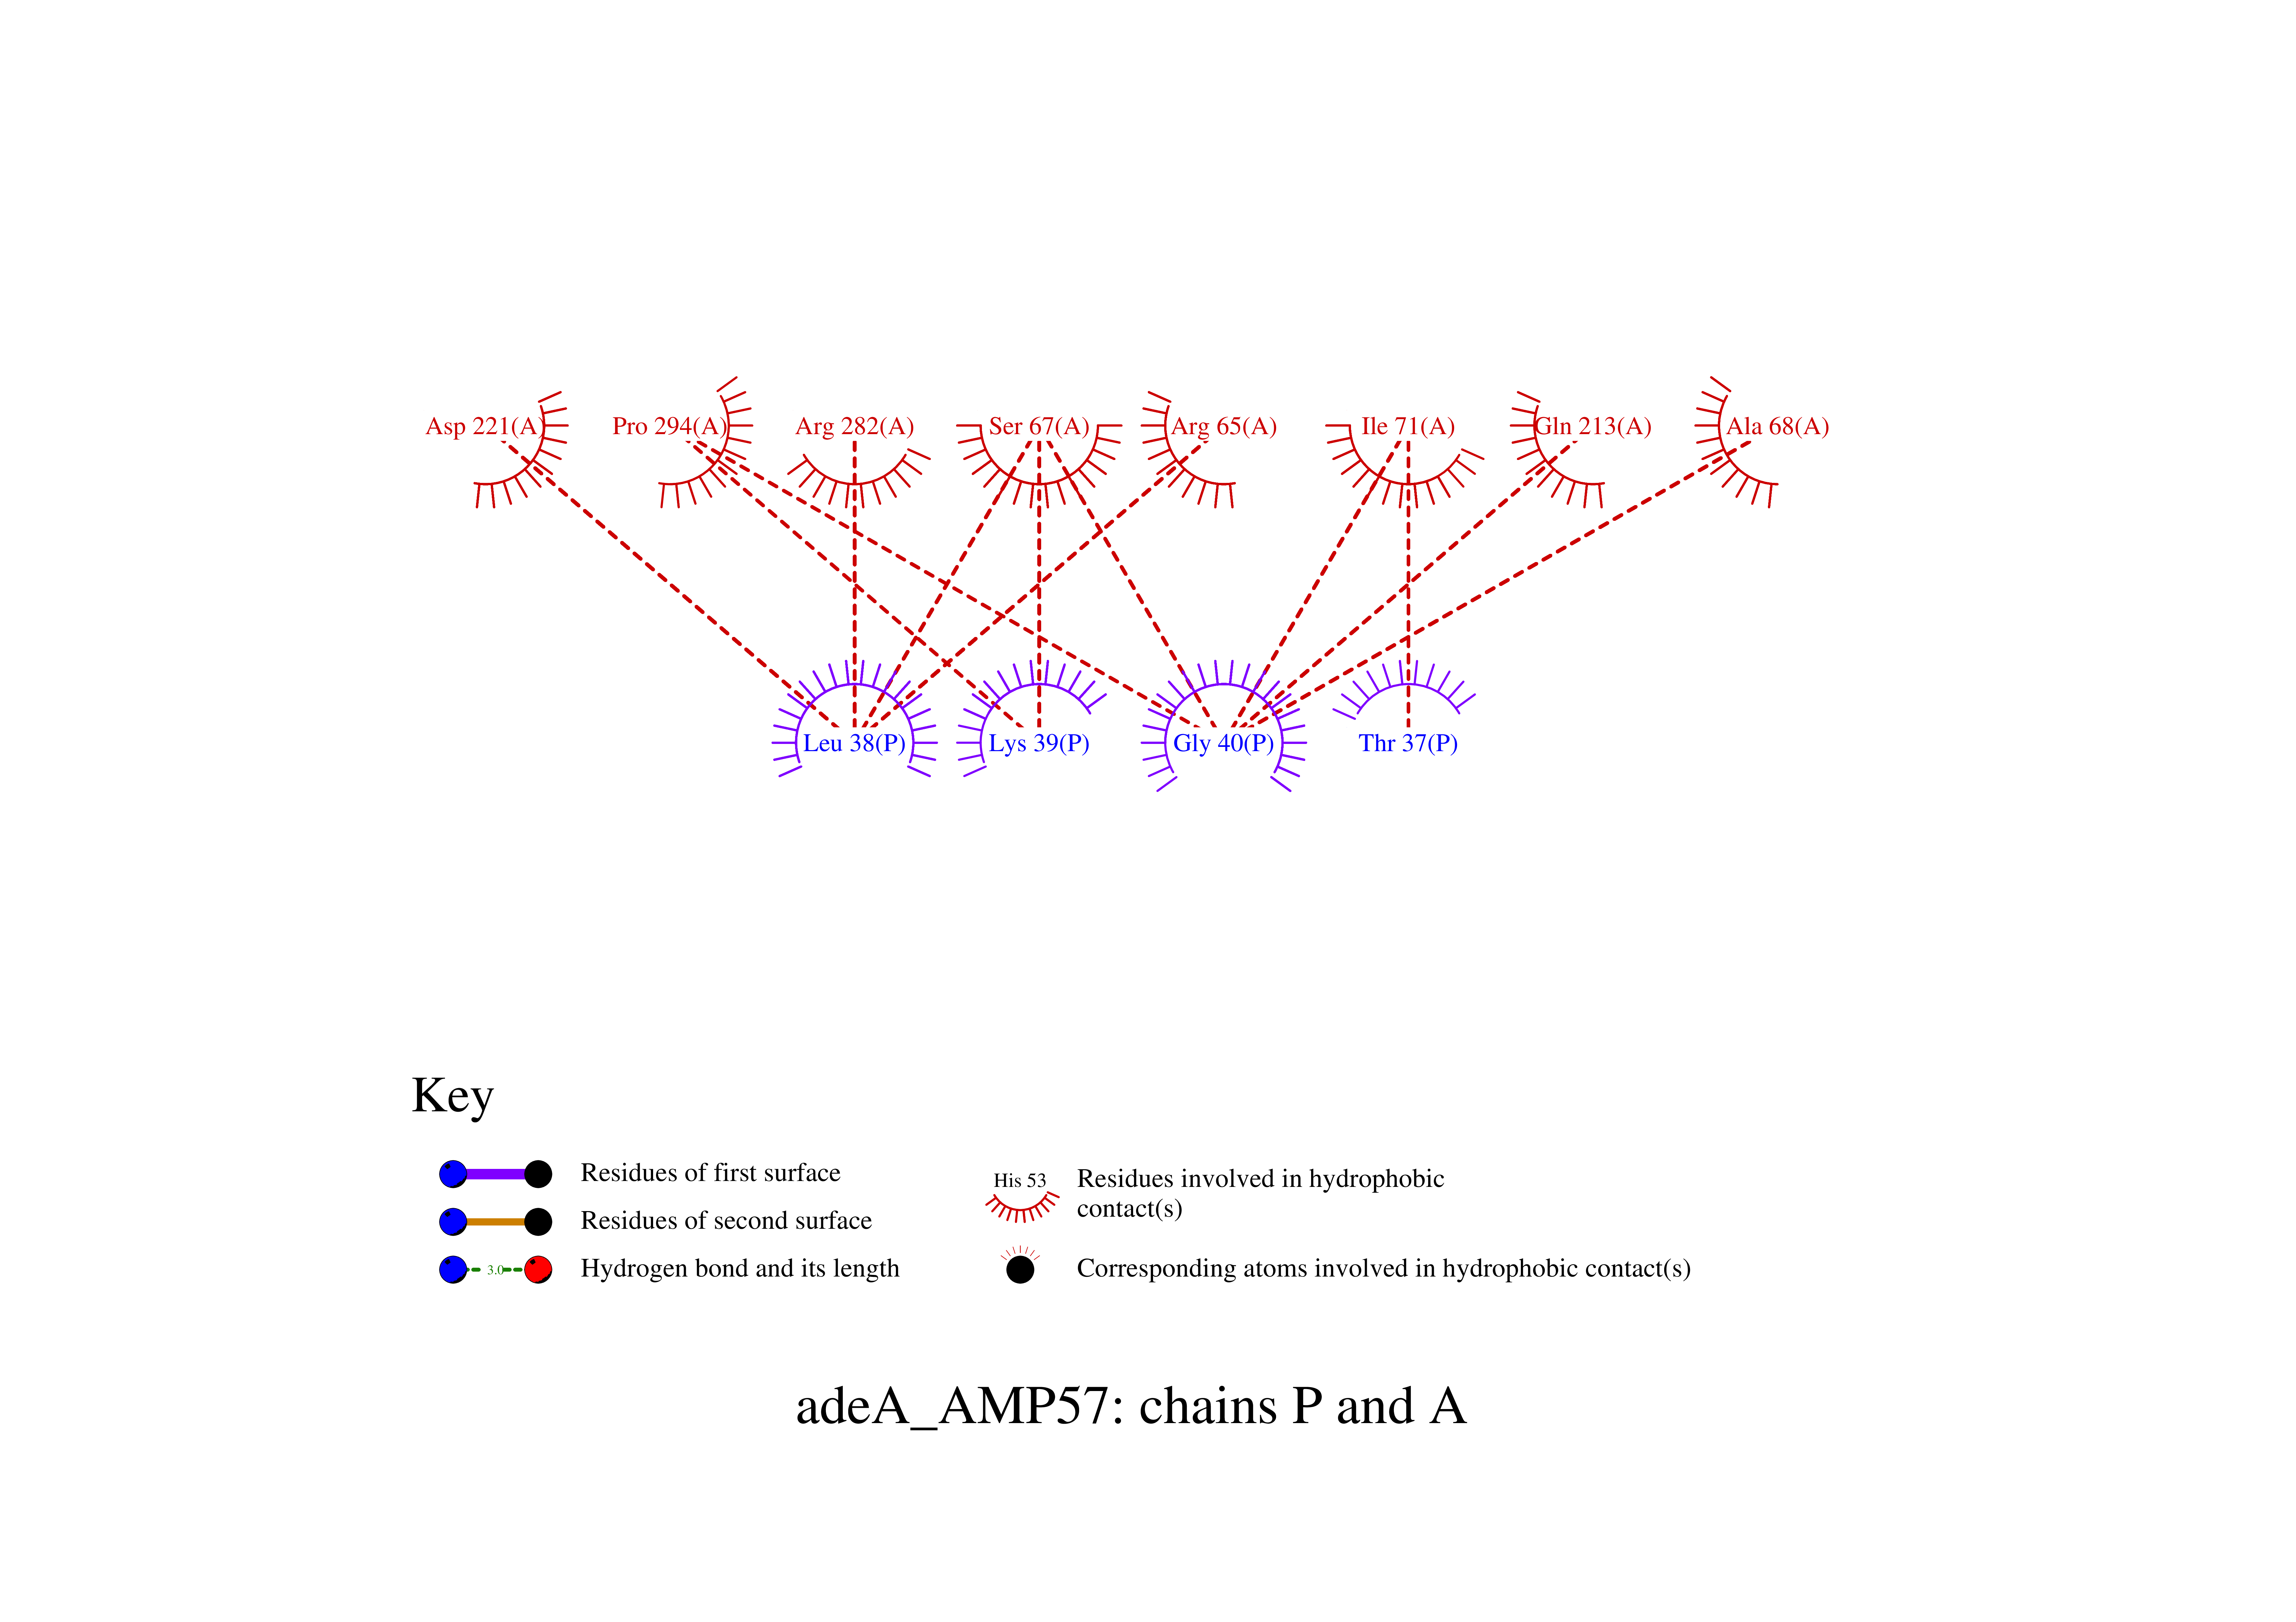 Asp 221(A) Pro 294(A) Arg 282(A) Ser 67(A) Arg 65(A) Ile 71(A) Gln 213(A) Ala 68(A)
Leu 38(P) Lys 39(P) Gly 40(P) Thr 37(P)
Key
Residues of first surface
Residues of second surface
3.0 Hydrogen bond and its length
His 53 Residues involved in hydrophobic
contact(s)
Corresponding atoms involved in hydrophobic contact(s)
adeA_AMP57: chains P and A